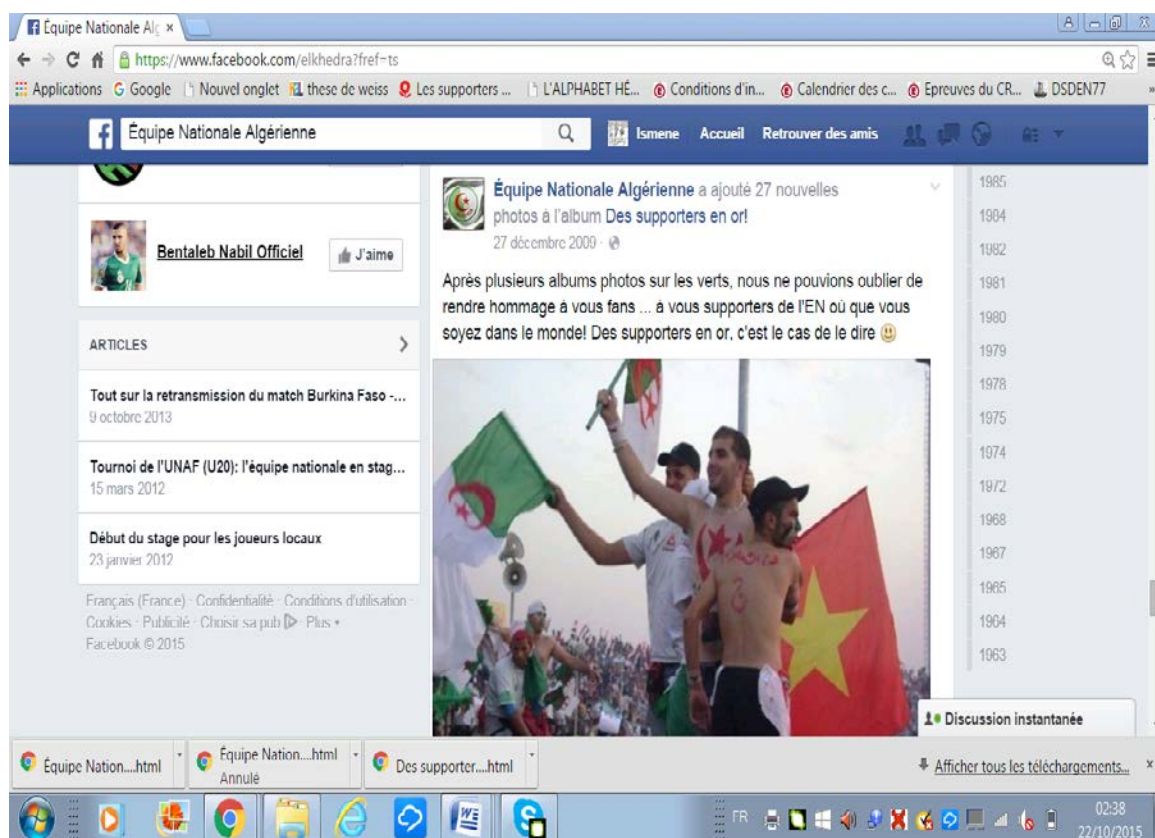 Équipe Nationale Alg
https://www.facebook.com/elkhedra?fref=ts
Applications Google Nouvel onglet these de weiss Les supporters ... L'ALPHABET HÉ... Conditions d'in... Calendrier des c... Epreuves du CR... DSDEN77 »
Équipe Nationale Algérienne
Ismene Accueil Retrouver des amis
Bentaleb Nabil Officiel
J'aime
ARTICLES
Tout sur la retransmission du match Burkina Faso -...
9 octobre 2013
Tournoi de l'UNAF (U20): l'équipe nationale en stag...
15 mars 2012
Début du stage pour les joueurs locaux
23 janvier 2012
Français (France) · Confidentialité · Conditions d'utilisation ·
Cookies · Publicité · Choisir sa pub · Plus
Facebook © 2015
Équipe Nationale Algérienne a ajouté 27 nouvelles
photos à l'album Des supporters en or!
27 décembre 2009 ·
Après plusieurs albums photos sur les verts, nous ne pouvions oublier de
rendre hommage à vous fans ... à vous supporters de l'EN où que vous
soyez dans le monde! Des supporters en or, c'est le cas de le dire
1985
1984
1982
1981
1980
1979
1978
1975
1974
1972
1968
1967
1965
1964
1963
Discussion instantanée
Équipe Nation....html
Équipe Nation....html
Annulé
Des supporter....html
Afficher tous les téléchargements...
FR
02:38
22/10/2015